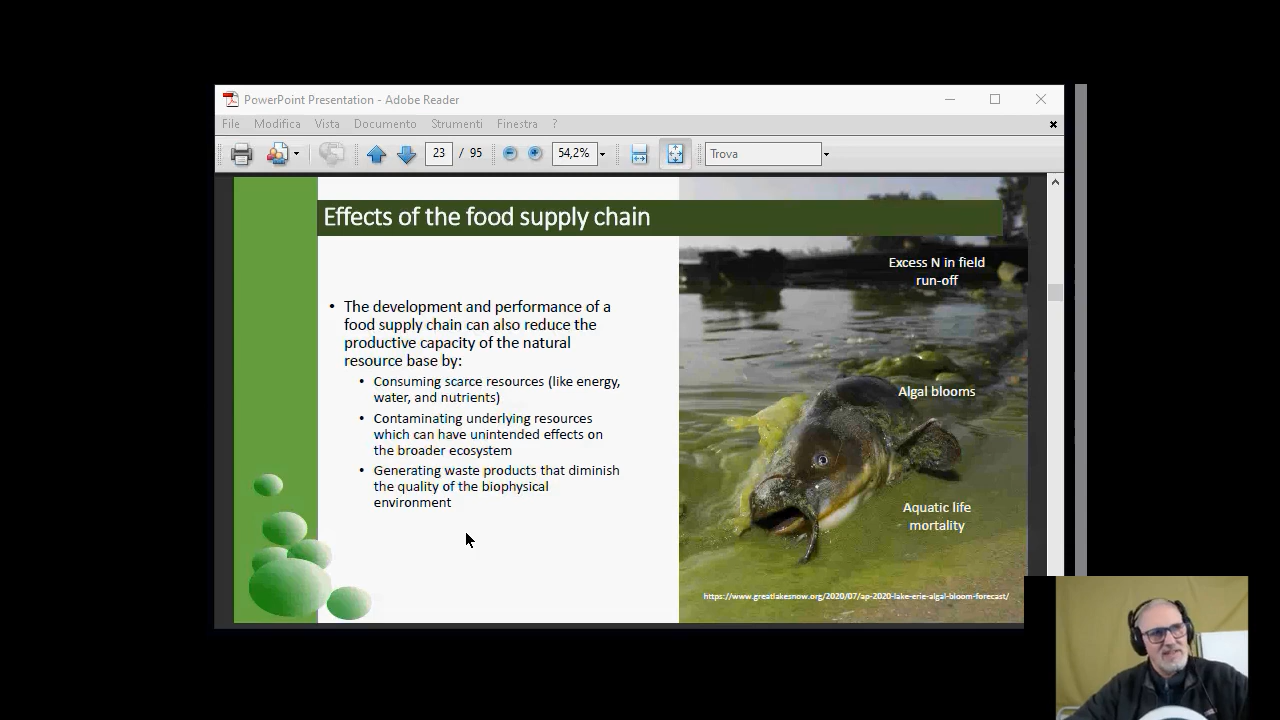 PowerPoint Presentation - Adobe Reader
File Modifica Vista Documento Strumenti Finestra ?
23 / 95 54,2% Trova
Effects of the food supply chain
Excess N in field
run-off
• The development and performance of a
food supply chain can also reduce the
productive capacity of the natural
resource base by:
• Consuming scarce resources (like energy,
water, and nutrients)
• Contaminating underlying resources
which can have unintended effects on
the broader ecosystem
• Generating waste products that diminish
the quality of the biophysical
environment
Algal blooms
Aquatic life
mortality
https://www.greatlakesnow.org/2020/07/ap-2020-lake-erie-algal-bloom-forecast/